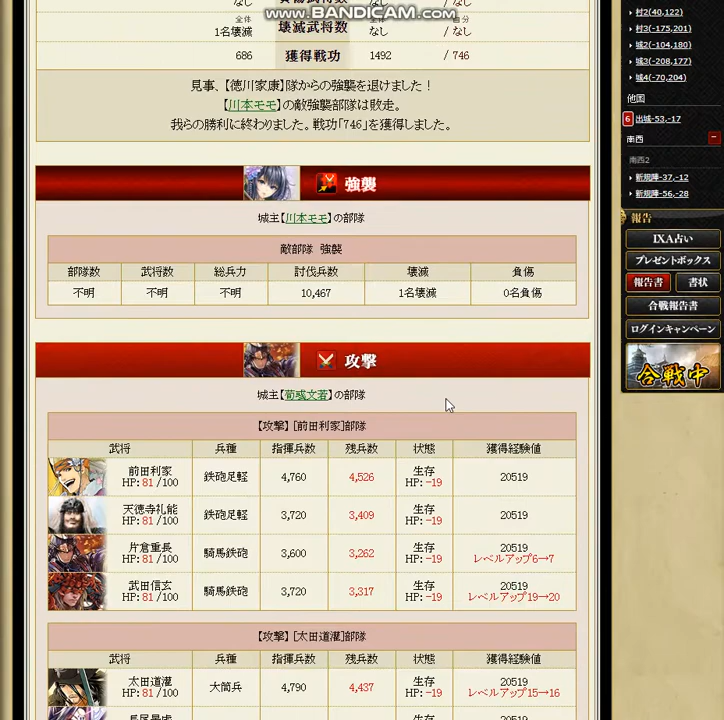 なし
なし
/ なし
www.BANDICAM.com
全体
1名壊滅
壊滅武将数
全体
なし
自分
/ なし
686
獲得戦功
1492
/ 746
見事、【徳川家康】隊からの強襲を退けました!
【川本モモ】の敵強襲部隊は敗走。
我らの勝利に終わりました。戦功「746」を獲得しました。
強襲
城主【川本モモ】の部隊
敵部隊 強襲
部隊数 武将数 総兵力 討伐兵数 壊滅 負傷
不明 不明 不明 10,467 1名壊滅 0名負傷
攻撃
城主【荀彧文若】の部隊
【攻撃】 [前田利家]部隊
武将 兵種 指揮兵数 残兵数 状態 獲得経験値
前田利家
HP: 81 /100
鉄砲足軽 4,760 4,526
生存
HP: -19
20519
天徳寺礼能
HP: 81 /100
鉄砲足軽 3,720 3,409
生存
HP: -19
20519
片倉重長
HP: 81 /100
騎馬鉄砲 3,600 3,262
生存
HP: -19
20519
レベルアップ6→7
武田信玄
HP: 81 /100
騎馬鉄砲 3,720 3,317
生存
HP: -19
20519
レベルアップ19→20
【攻撃】 [太田道灌]部隊
武将 兵種 指揮兵数 残兵数 状態 獲得経験値
太田道灌
HP: 81 /100
大筒兵 4,790 4,437
生存
HP: -19
20519
レベルアップ15→16
生存
20519
村2(40,122)
村3(-175,201)
城2(-104,180)
城3(-208,177)
城4(-70,204)
他国
6 出城-53,-17
南西
南西2
新規陣-37,-12
新規陣-56,-28
報告
IXA占い
プレゼントボックス
報告書 書状
合戦報告書
ログインキャンペーン
合戦中